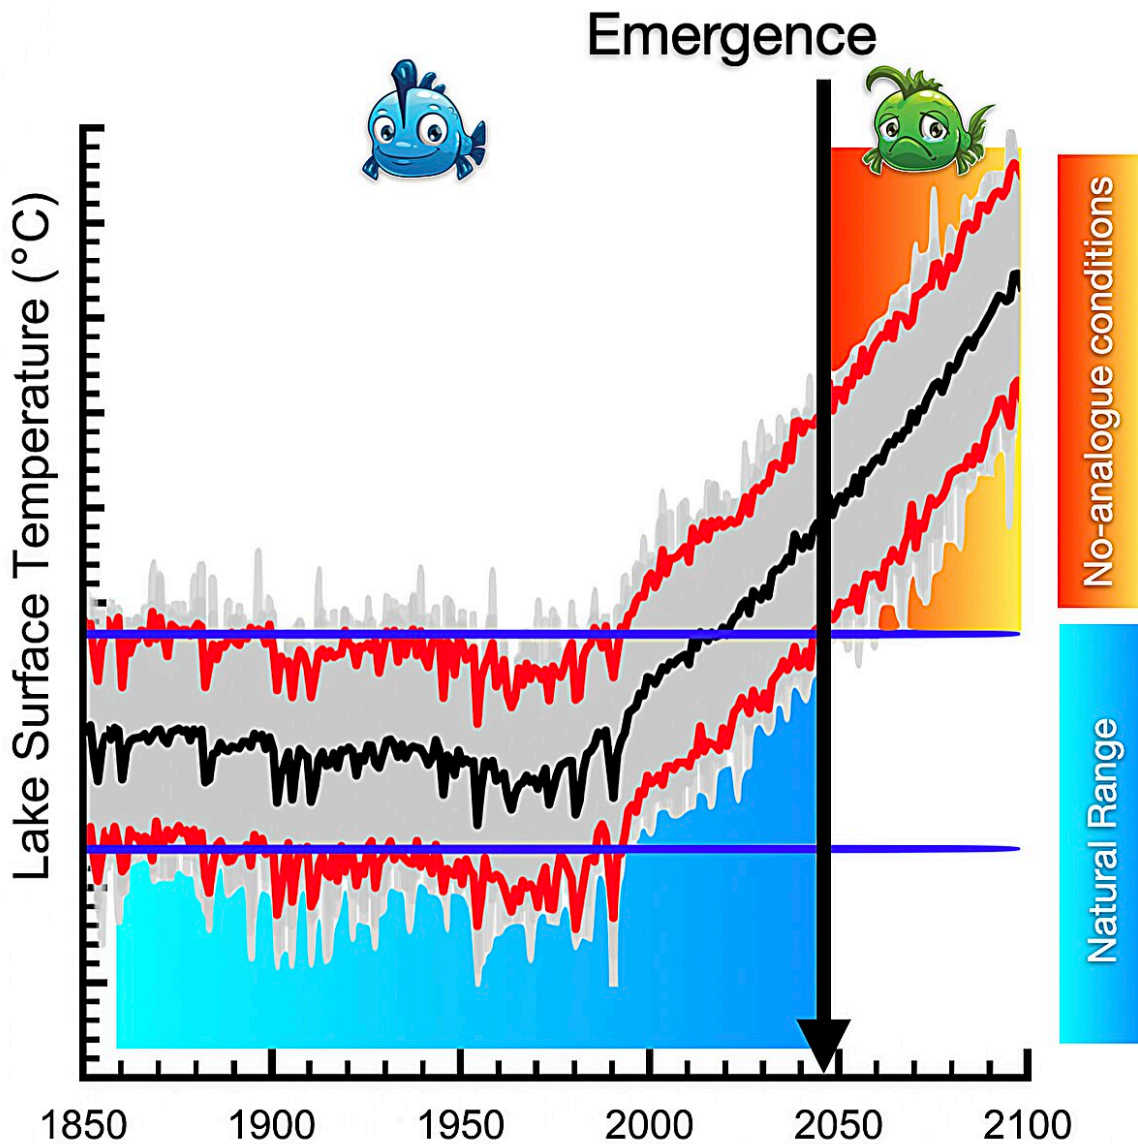 Emergence
Lake Surface Temperature (°C)
No-analogue conditions
Natural Range
1850 1900 1950 2000 2050 2100